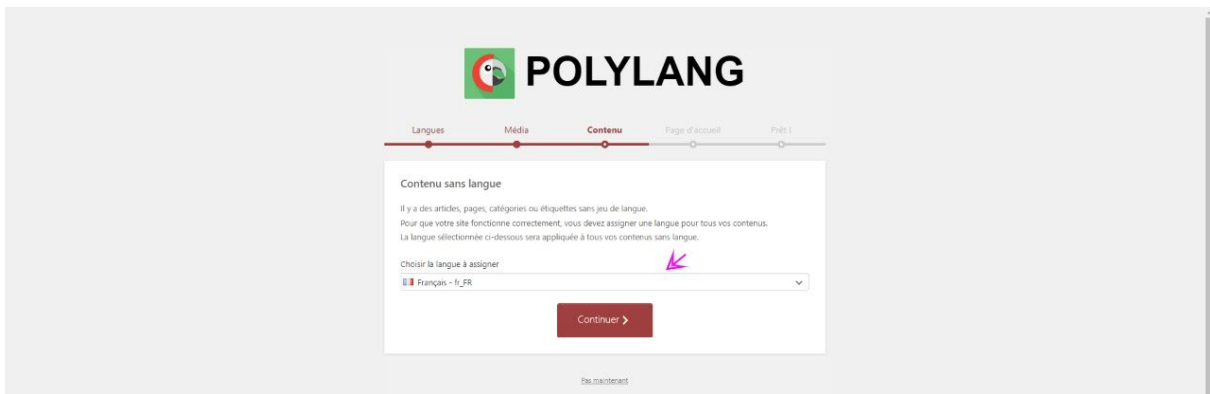 POLYLANG
Langues Média Contenu Page d'accueil Prêt !
Contenu sans langue
Il y a des articles, pages, catégories ou étiquettes sans jeu de langue.
Pour que votre site fonctionne correctement, vous devez assigner une langue pour tous vos contenus.
La langue sélectionnée ci-dessous sera appliquée à tous vos contenus sans langue.
Choisir la langue à assigner
Français - fr_FR
Continuer
Pas maintenant